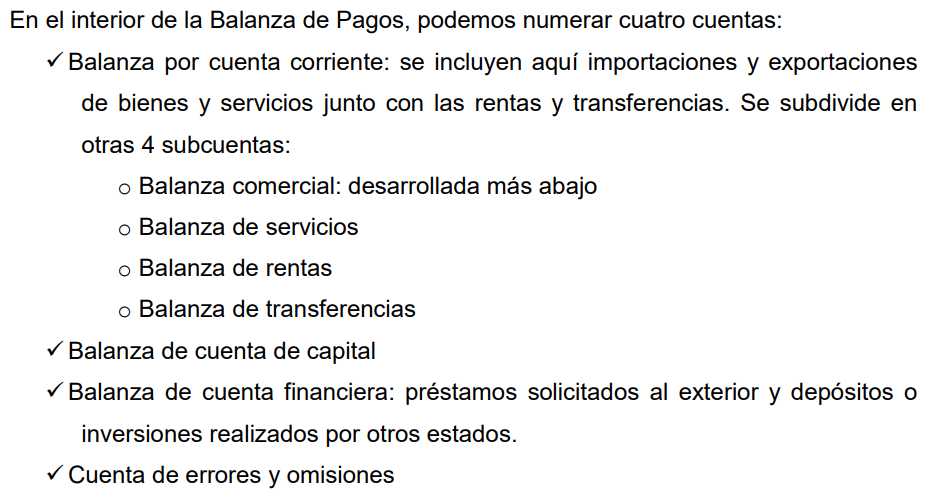 En el interior de la Balanza de Pagos, podemos numerar cuatro cuentas:
✓ Balanza por cuenta corriente: se incluyen aquí importaciones y exportaciones
de bienes y servicios junto con las rentas y transferencias. Se subdivide en
otras 4 subcuentas:
o Balanza comercial: desarrollada más abajo
o Balanza de servicios
o Balanza de rentas
o Balanza de transferencias
✓ Balanza de cuenta de capital
✓ Balanza de cuenta financiera: préstamos solicitados al exterior y depósitos o
inversiones realizados por otros estados.
✓ Cuenta de errores y omisiones